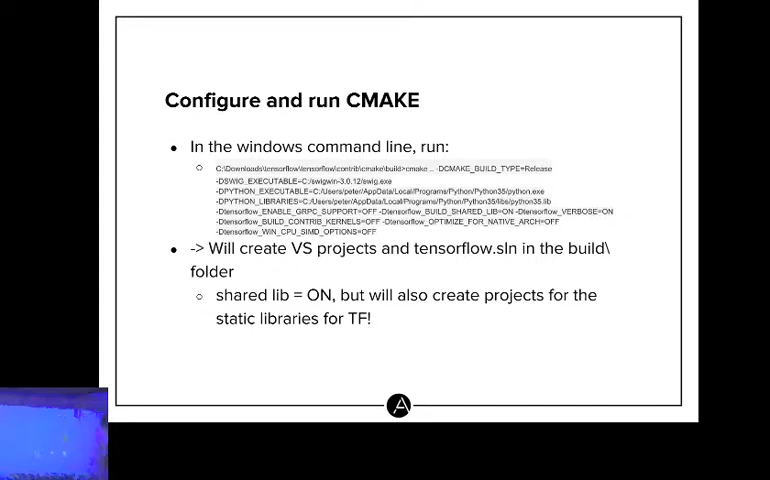 Configure and run CMAKE
In the windows command line, run:
C:\Downloads\tensorflow\tensorflow\contrib\cmake\build>cmake .. -DCMAKE_BUILD_TYPE=Release
-DSWIG_EXECUTABLE=C:/swigwin-3.0.12/swig.exe
-DPYTHON_EXECUTABLE=C:/Users/peter/AppData/Local/Programs/Python/Python35/python.exe
-DPYTHON_LIBRARIES=C:/Users/peter/AppData/Local/Programs/Python/Python35/libs/python35.lib
-Dtensorflow_ENABLE_GRPC_SUPPORT=OFF -Dtensorflow_BUILD_SHARED_LIB=ON -Dtensorflow_VERBOSE=ON
-Dtensorflow_BUILD_CONTRIB_KERNELS=OFF -Dtensorflow_OPTIMIZE_FOR_NATIVE_ARCH=OFF
-Dtensorflow_WIN_CPU_SIMD_OPTIONS=OFF
-> Will create VS projects and tensorflow.sln in the build\
folder
shared lib = ON, but will also create projects for the
static libraries for TF!